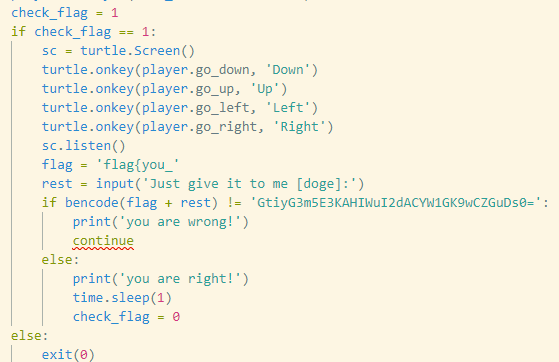 check_flag = 1
if check_flag == 1:
sc = turtle.Screen()
turtle.onkey(player.go_down, 'Down')
turtle.onkey(player.go_up, 'Up')
turtle.onkey(player.go_left, 'Left')
turtle.onkey(player.go_right, 'Right')
sc.listen()
flag = 'flag{you_'
rest = input('Just give it to me [doge]:')
if bencode(flag + rest) != 'GtiyG3m5E3KAHIWuI2dACYW1GK9wCZGuDs0=':
print('you are wrong!')
continue
else:
print('you are right!')
time.sleep(1)
check_flag = 0
else:
exit(0)